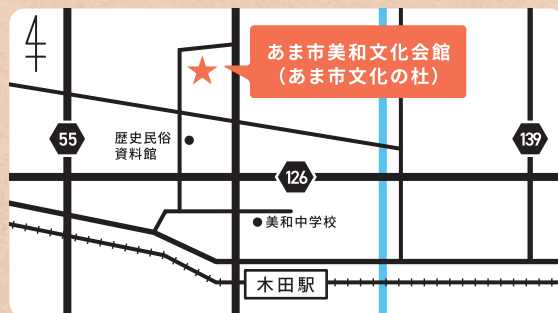 あま市美和文化会館
（あま市文化の杜）
55
歴史民俗
資料館
139
126
美和中学校
木田駅